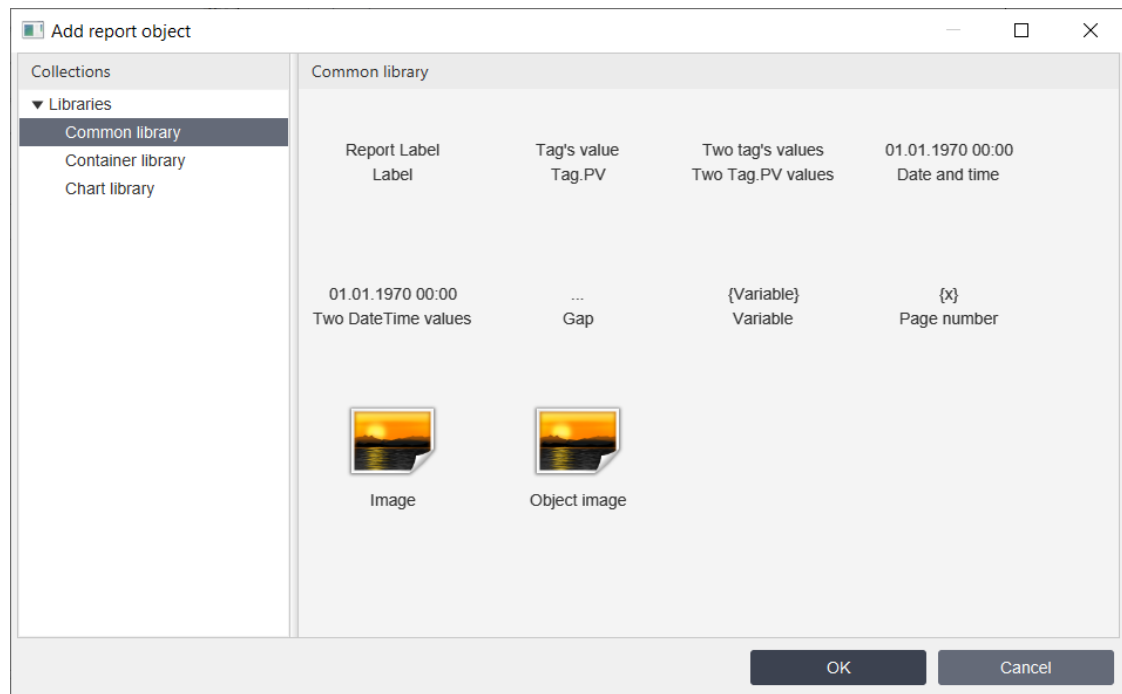 Add report object
Collections
Common library
▼ Libraries
Common library
Container library
Chart library
Report Label
Label
Tag's value
Tag.PV
Two tag's values
Two Tag.PV values
01.01.1970 00:00
Date and time
01.01.1970 00:00
Two DateTime values
...
Gap
{Variable}
Variable
{x}
Page number
Image
Object image
OK
Cancel